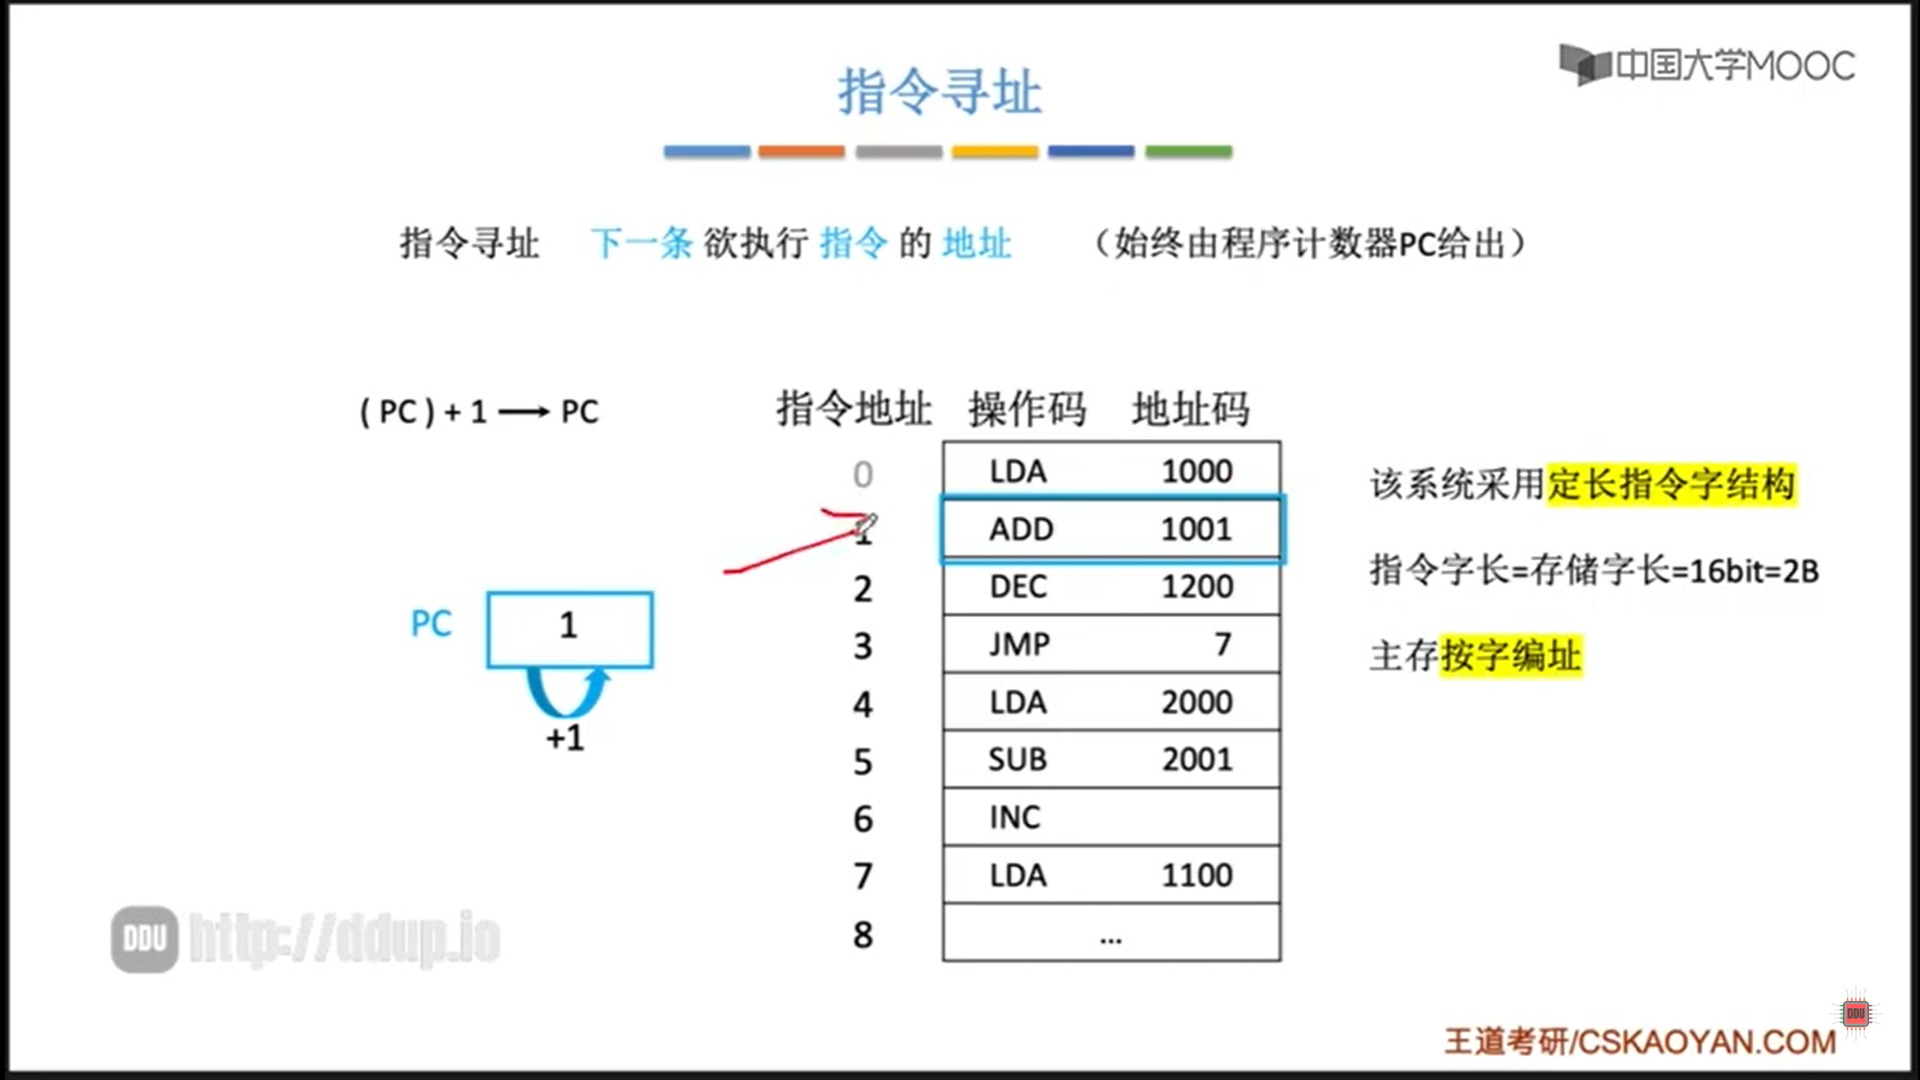 中国大学MOOC
指令寻址
指令寻址 下一条 欲执行 指令 的 地址 （始终由程序计数器PC给出）
( PC ) + 1 → PC
指令地址 操作码 地址码
0 LDA 1000
1 ADD 1001
2 DEC 1200
3 JMP 7
4 LDA 2000
5 SUB 2001
6 INC
7 LDA 1100
8 ...
PC 1
+1
该系统采用定长指令字结构
指令字长=存储字长=16bit=2B
主存按字编址
DDU http://ddup.io
DDU
王道考研/CSKAOYAN.COM